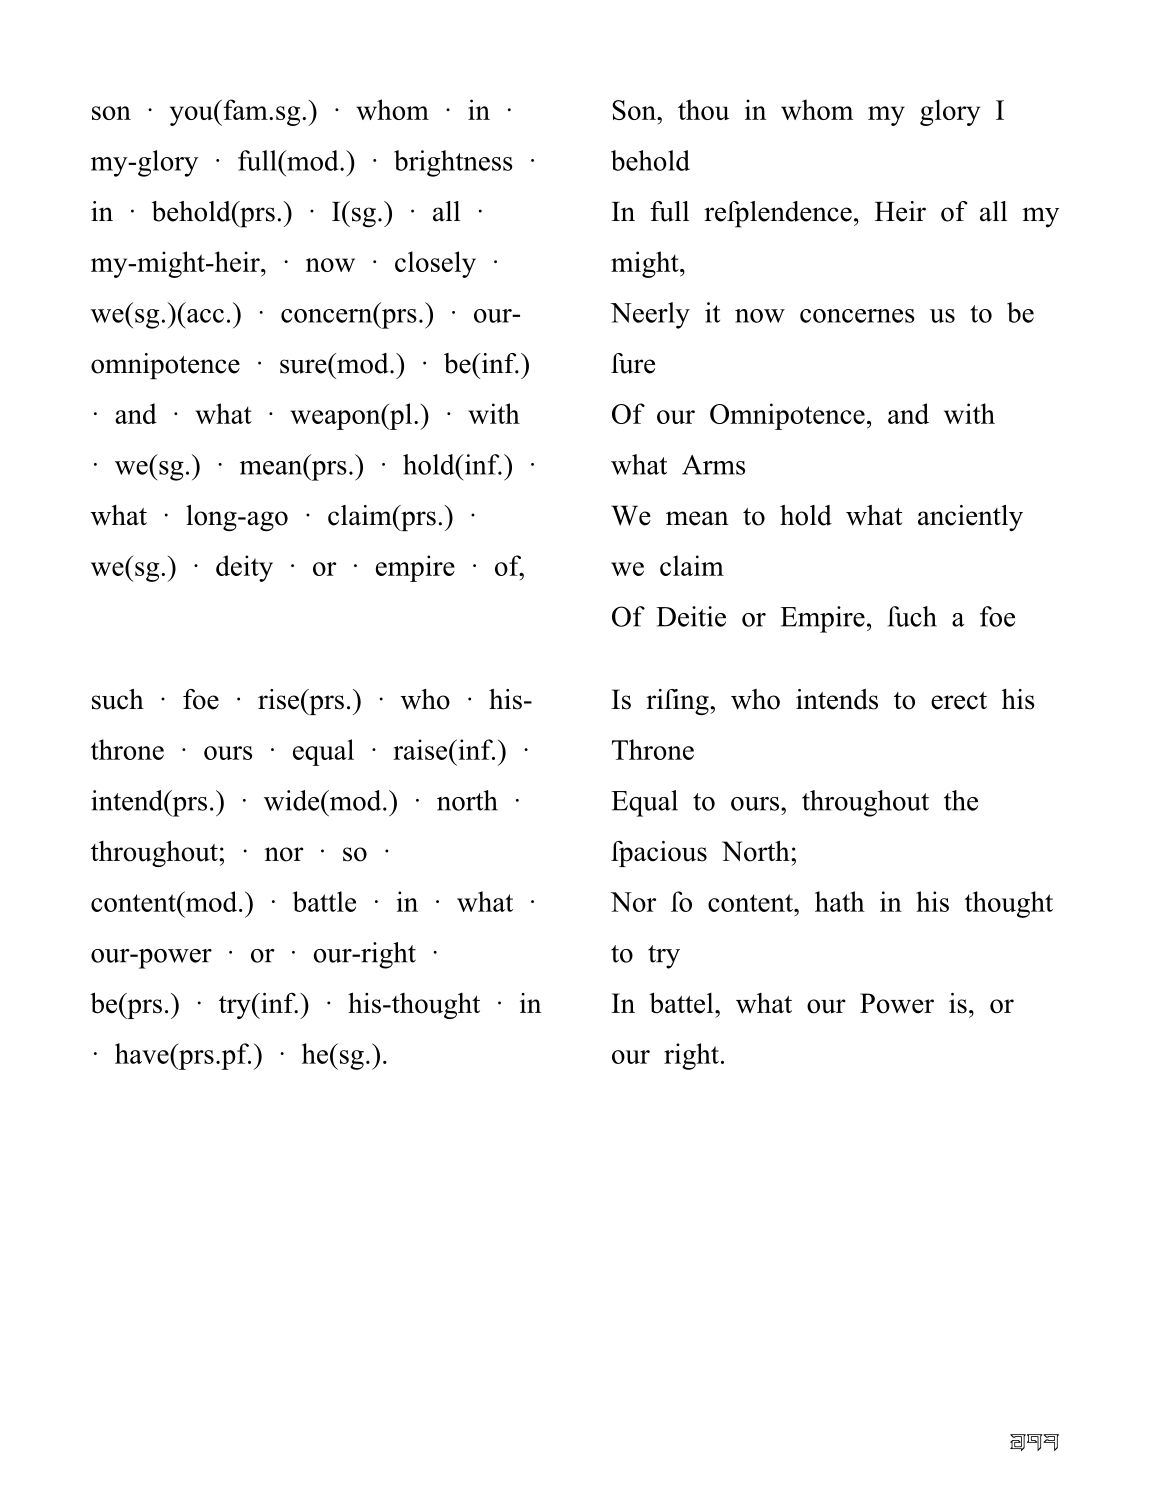 son · you(fam.sg.) · whom · in ·
my-glory · full(mod.) · brightness ·
in · behold(prs.) · I(sg.) · all ·
my-might-heir, · now · closely ·
we(sg.)(acc.) · concern(prs.) · our-
omnipotence · sure(mod.) · be(inf.)
· and · what · weapon(pl.) · with
· we(sg.) · mean(prs.) · hold(inf.) ·
what · long-ago · claim(prs.) ·
we(sg.) · deity · or · empire · of,
such · foe · rise(prs.) · who · his-
throne · ours · equal · raise(inf.) ·
intend(prs.) · wide(mod.) · north ·
throughout; · nor · so ·
content(mod.) · battle · in · what ·
our-power · or · our-right ·
be(prs.) · try(inf.) · his-thought · in
· have(prs.pf.) · he(sg.).
Son, thou in whom my glory I
behold
In full reſplendence, Heir of all my
might,
Neerly it now concernes us to be
ſure
Of our Omnipotence, and with
what Arms
We mean to hold what anciently
we claim
Of Deitie or Empire, ſuch a foe
Is riſing, who intends to erect his
Throne
Equal to ours, throughout the
ſpacious North;
Nor ſo content, hath in his thought
to try
In battel, what our Power is, or
our right.